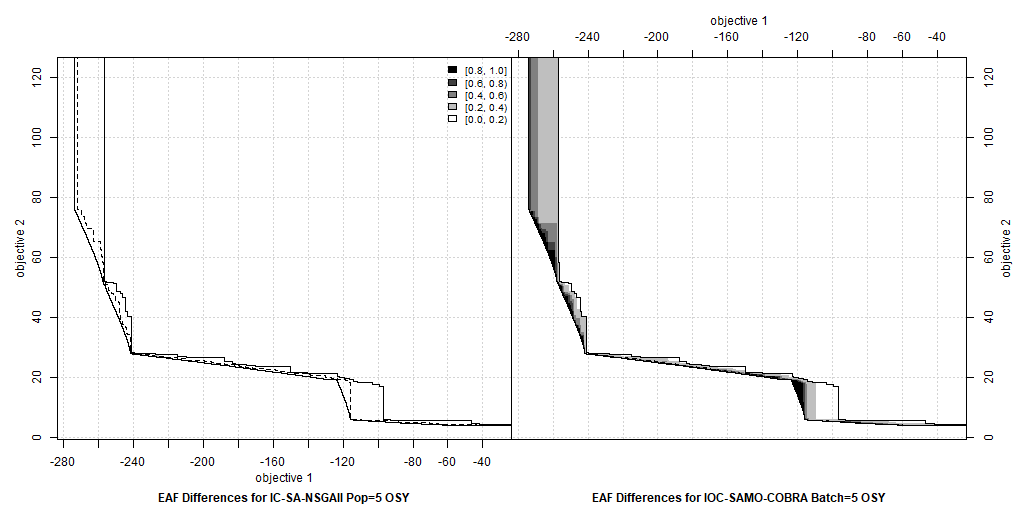 objective 1
-280 -240 -200 -160 -120 -80 -60 -40
[0.8, 1.0]
[0.6, 0.8)
[0.4, 0.6)
[0.2, 0.4)
[0.0, 0.2)
objective 2
0 20 40 60 80 100 120
0 20 40 60 80 100 120
objective 2
-280 -240 -200 -160 -120 -80 -60 -40
objective 1
EAF Differences for IC-SA-NSGAII Pop=5 OSY
EAF Differences for IOC-SAMO-COBRA Batch=5 OSY